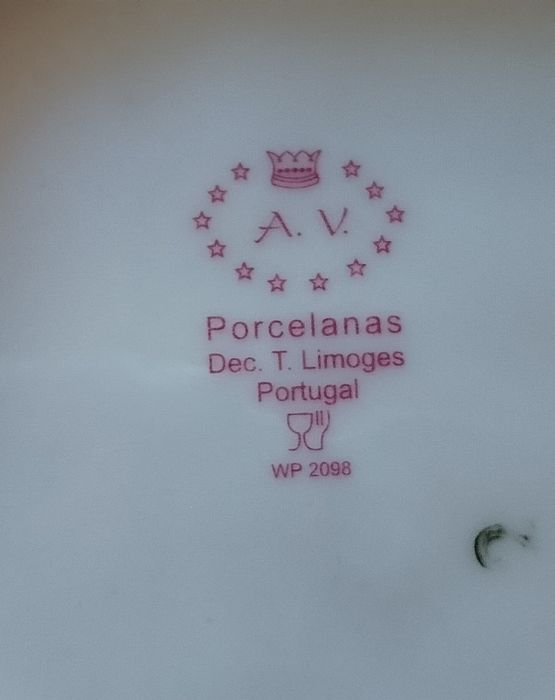 A. V.
Porcelanas
Dec. T. Limoges
Portugal
WP 2098